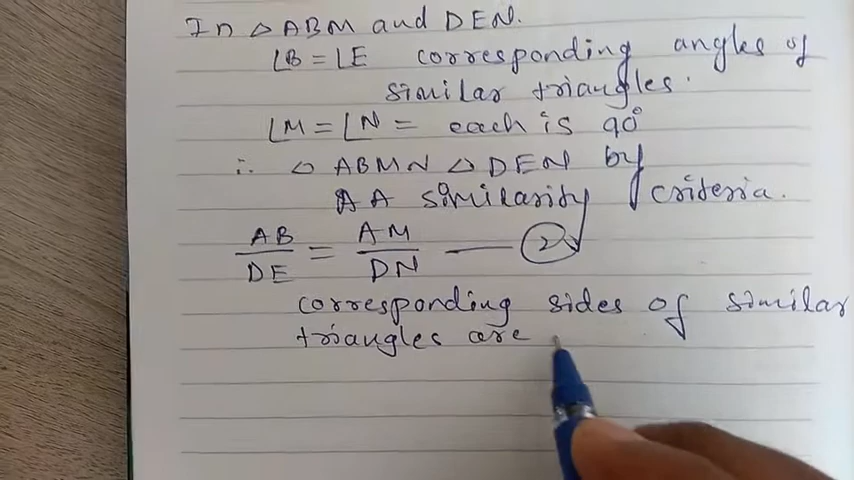 In △ABM and DEN.
∠B = ∠E corresponding angles of
similar triangles.
∠M = ∠N = each is 90°
∴ △ABM ~ △DEN by
AA similarity criteria.
AB/DE = AM/DN — ②
corresponding sides of similar
triangles are